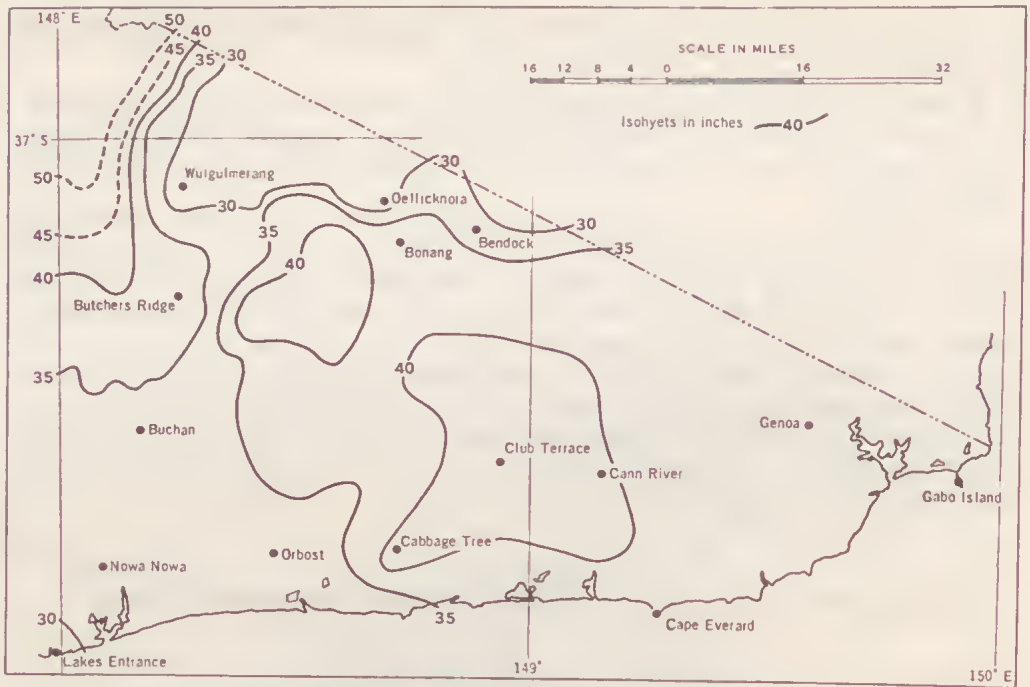 148° E
50
40
45
35
30
SCALE IN MILES
16 12 8 4 0 16 32
Isohyets in inches 40
37° S
30
50
Wulgulmerang
30
Dellicknora
35
30
45
Bendock
35
Bonang
40
40
Butchers Ridge
40
35
Genoa
Buchan
Club Terrace
Cann River
Gabo Island
Cabbage Tree
Orbost
Nowa Nowa
30
35
Cape Everard
Lakes Entrance
149°
150° E